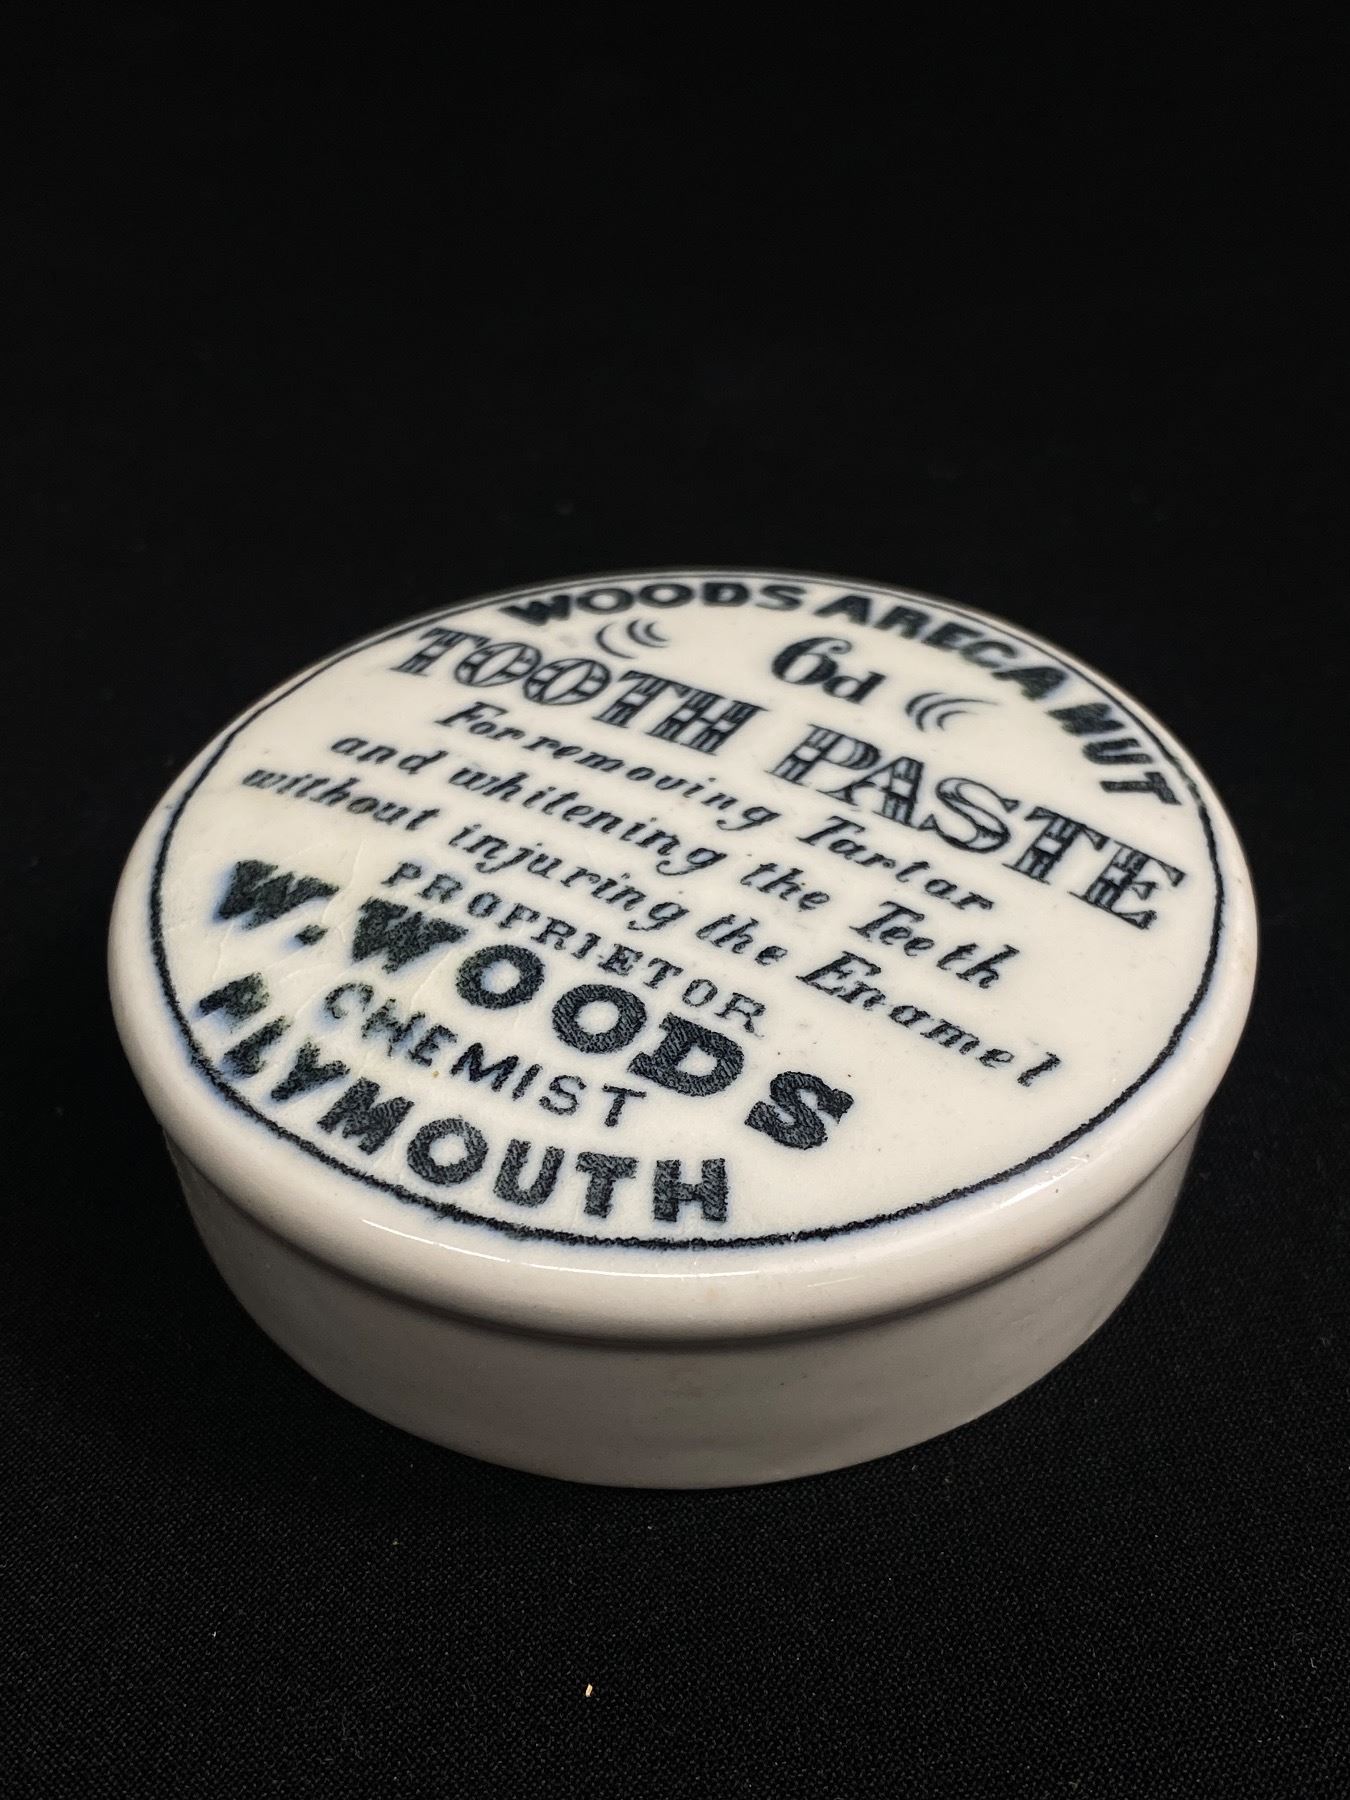 WOODS ARECA NUT
6d
TOOTH PASTE
For removing Tartar
and whitening the Teeth
without injuring the Enamel
PROPRIETOR
W. WOODS
CHEMIST
PLYMOUTH